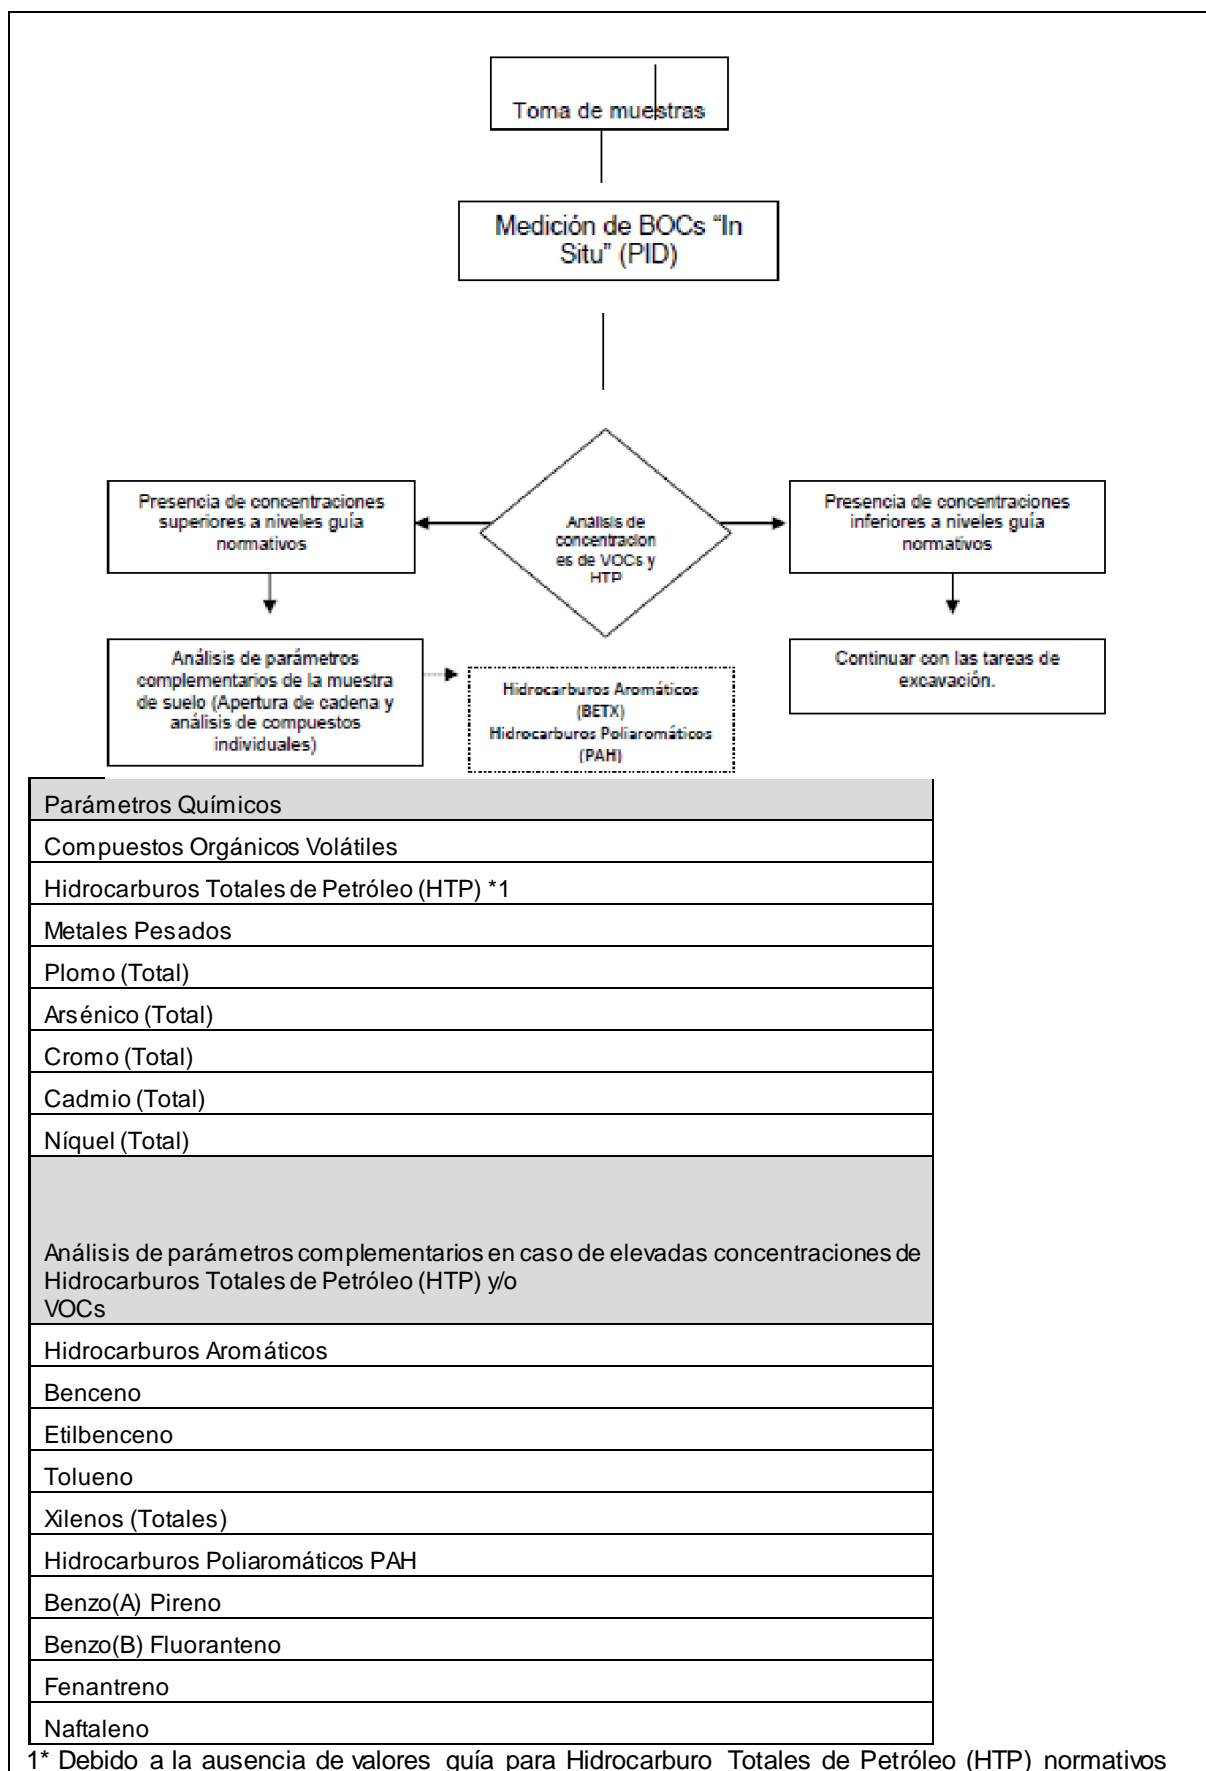 Toma de muestras
Medición de BOCs “In
Situ” (PID)
Presencia de concentraciones
superiores a niveles guía
normativos
Análisis de
concentracion
es de VOCs y
HTP
Presencia de concentraciones
inferiores a niveles guía
normativos
Análisis de parámetros
complementarios de la muestra
de suelo (Apertura de cadena y
análisis de compuestos
individuales)
Hidrocarburos Aromáticos
(BETX)
Hidrocarburos Poliaromáticos
(PAH)
Continuar con las tareas de
excavación.
Parámetros Químicos
Compuestos Orgánicos Volátiles
Hidrocarburos Totales de Petróleo (HTP) *1
Metales Pesados
Plomo (Total)
Arsénico (Total)
Cromo (Total)
Cadmio (Total)
Níquel (Total)
Análisis de parámetros complementarios en caso de elevadas concentraciones de
Hidrocarburos Totales de Petróleo (HTP) y/o
VOCs
Hidrocarburos Aromáticos
Benceno
Etilbenceno
Tolueno
Xilenos (Totales)
Hidrocarburos Poliaromáticos PAH
Benzo(A) Pireno
Benzo(B) Fluoranteno
Fenantreno
Naftaleno
1* Debido a la ausencia de valores guía para Hidrocarburo Totales de Petróleo (HTP) normativos